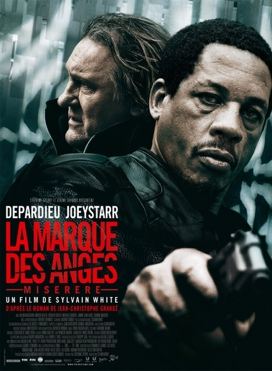 DEPARDIEU JOEYSTARR
LA MARQUE
DES ANGES
MISERERE
UN FILM DE SYLVAIN WHITE
D'APRÈS LE ROMAN DE JEAN-CHRISTOPHE GRANGÉ